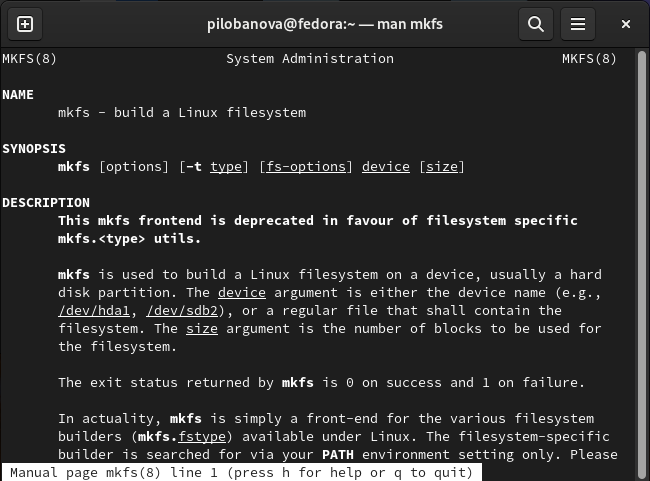 pilobanova@fedora:~ — man mkfs
MKFS(8) System Administration MKFS(8)
NAME
mkfs - build a Linux filesystem
SYNOPSIS
mkfs [options] [-t type] [fs-options] device [size]
DESCRIPTION
This mkfs frontend is deprecated in favour of filesystem specific
mkfs.<type> utils.
mkfs is used to build a Linux filesystem on a device, usually a hard
disk partition. The device argument is either the device name (e.g.,
/dev/hda1, /dev/sdb2), or a regular file that shall contain the
filesystem. The size argument is the number of blocks to be used for
the filesystem.
The exit status returned by mkfs is 0 on success and 1 on failure.
In actuality, mkfs is simply a front-end for the various filesystem
builders (mkfs.fstype) available under Linux. The filesystem-specific
builder is searched for via your PATH environment setting only. Please
Manual page mkfs(8) line 1 (press h for help or q to quit)